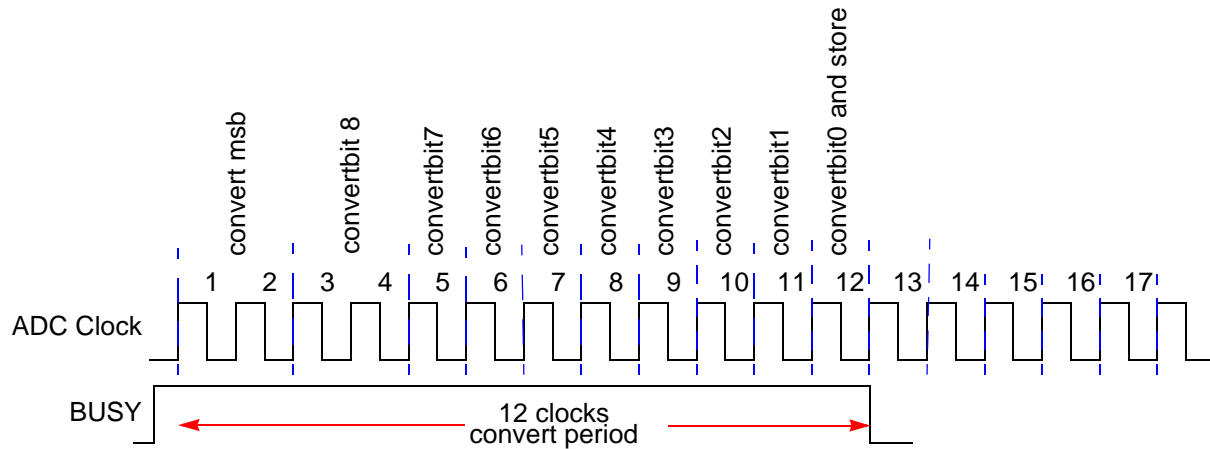 convert msb
convertbit 8
convertbit7
convertbit6
convertbit5
convertbit4
convertbit3
convertbit2
convertbit1
convertbit0 and store
1 2 3 4 5 6 7 8 9 10 11 12 13 14 15 16 17
ADC Clock
BUSY
12 clocks
convert period